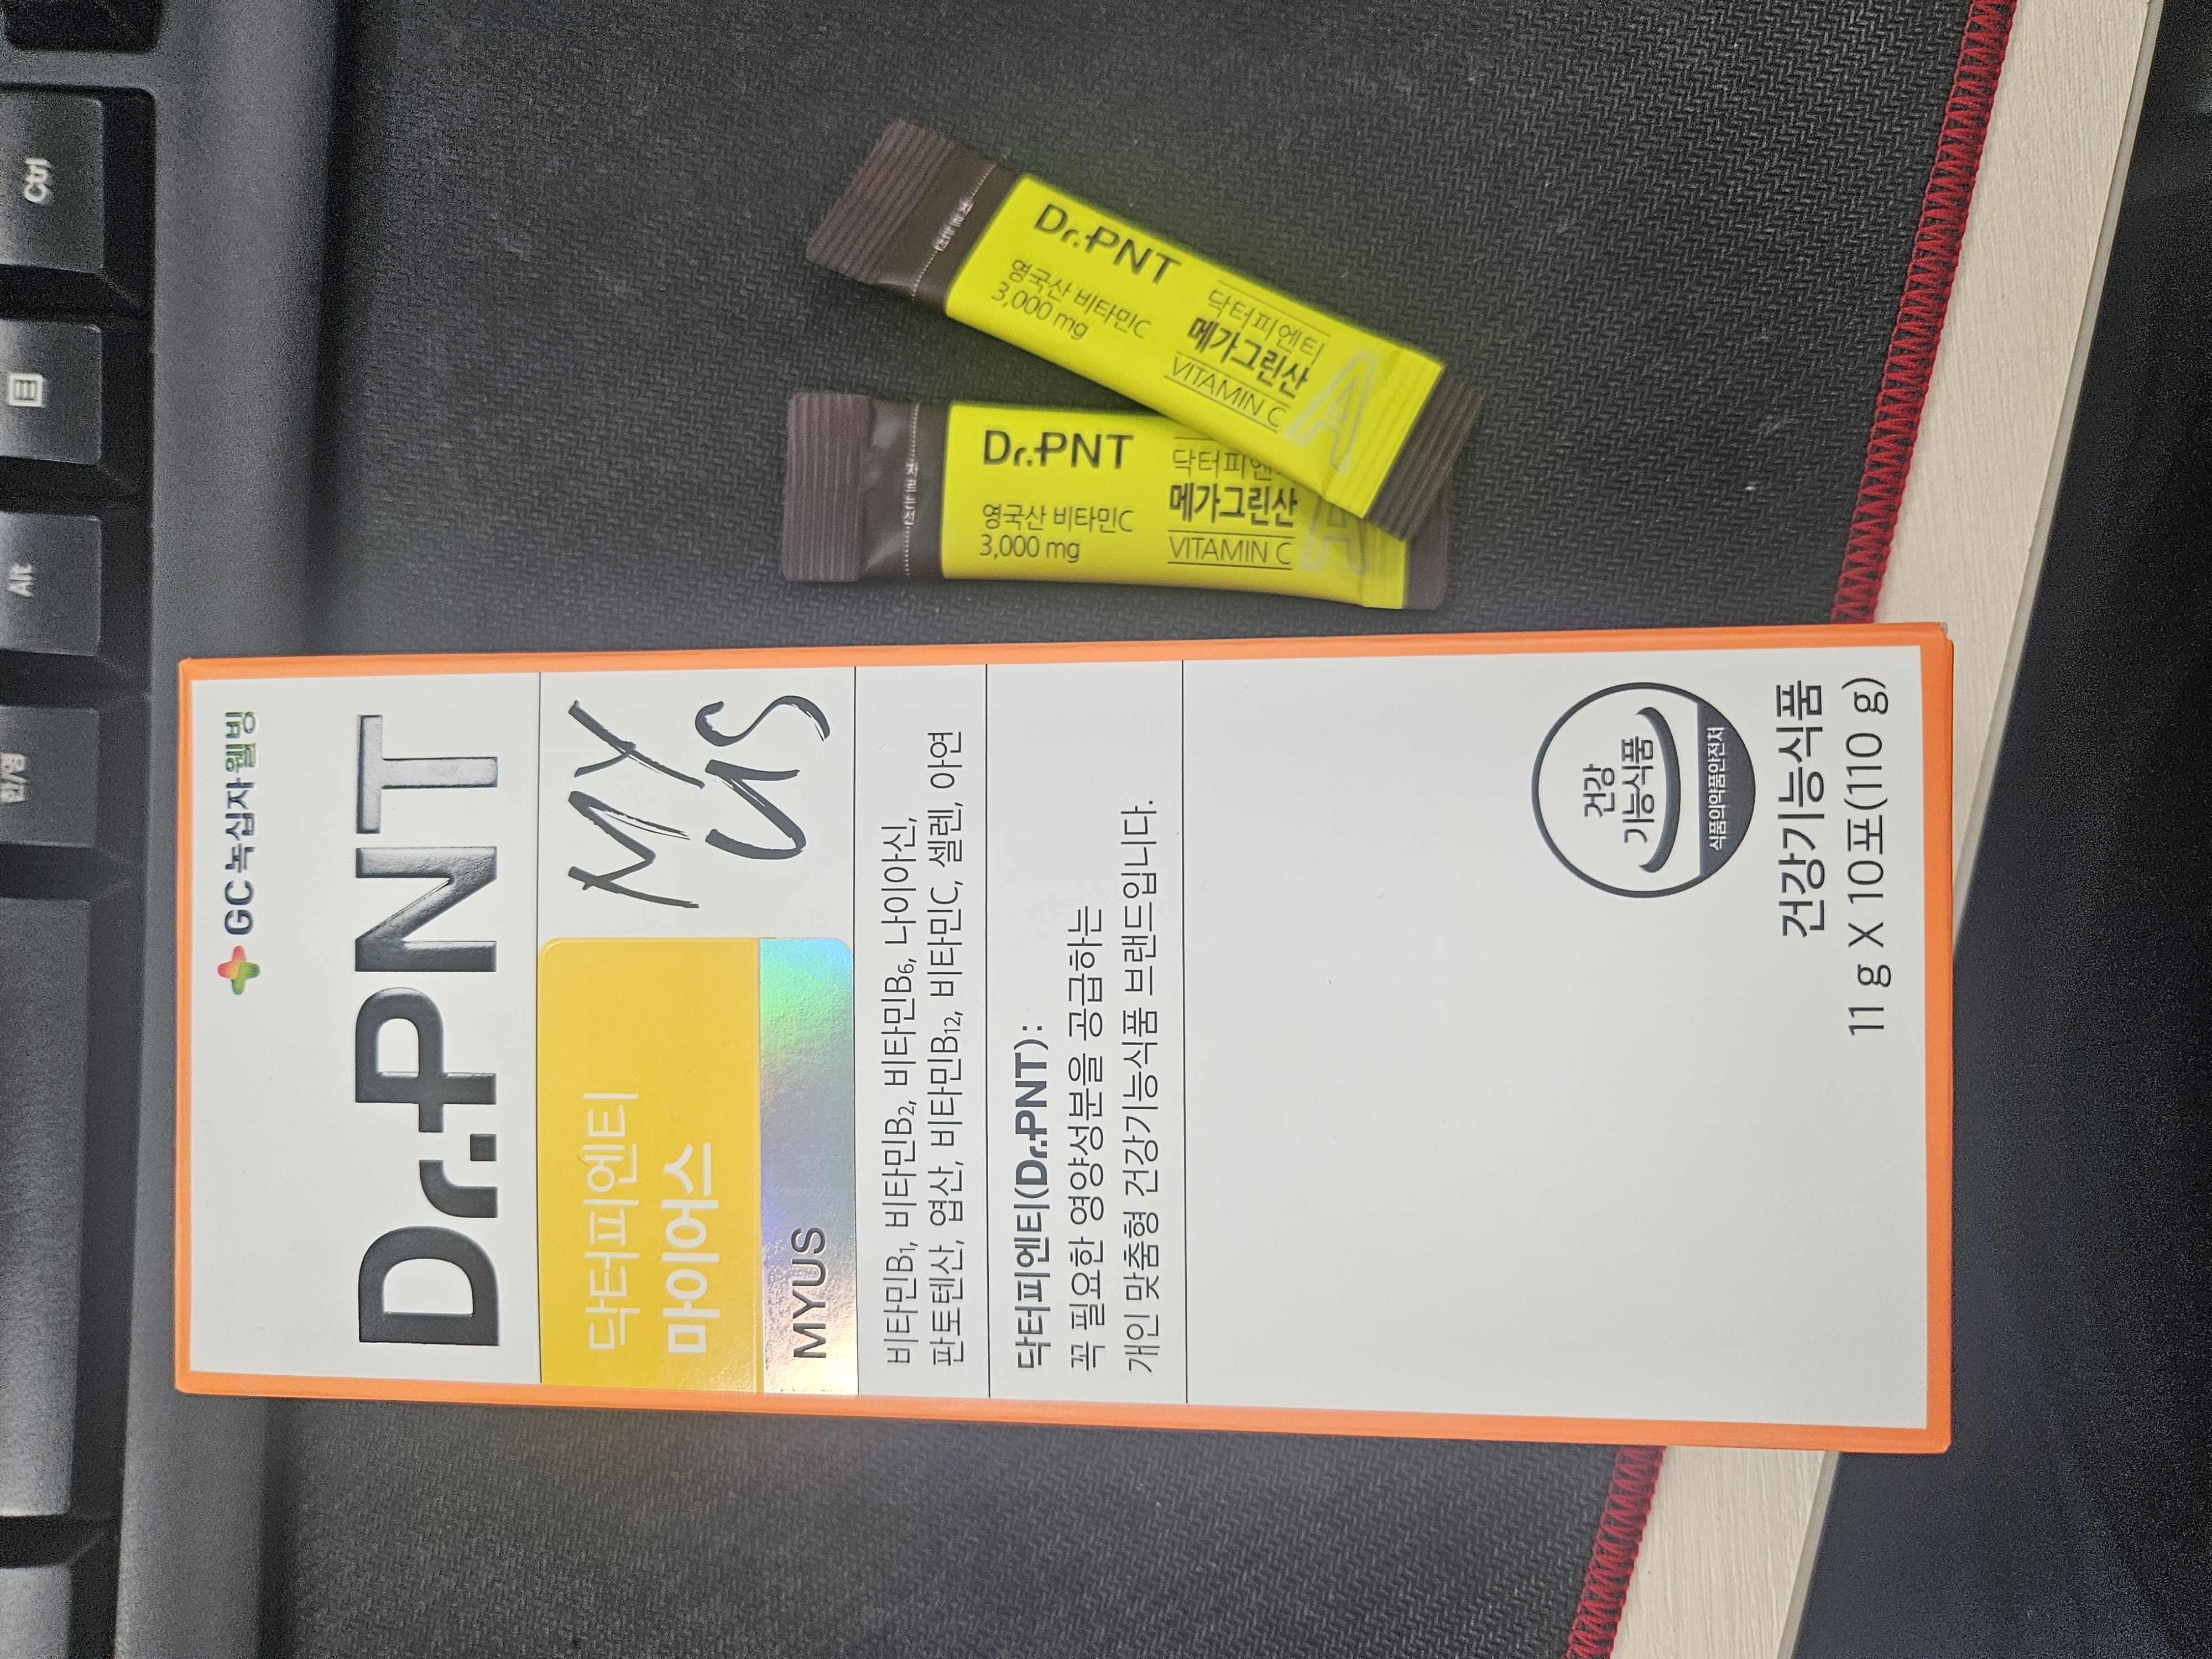 GC녹십자웰빙
Dr.PNT
닥터피엔티
마이어스
MYUS
MY
US
비타민B₁, 비타민B₂, 비타민B₆, 나이아신,
판토텐산, 엽산, 비타민B₁₂, 비타민C, 셀렌, 아연
닥터피엔티(Dr.PNT):
꼭 필요한 영양성분을 공급하는
개인 맞춤형 건강기능식품 브랜드입니다.
건강
기능식품
식품의약품안전처
건강기능식품
11 g X 10포(110 g)
Dr.PNT
영국산 비타민C
3,000 mg
닥터피엔티
메가그린산
VITAMIN C
A
Dr.PNT
영국산 비타민C
3,000 mg
메가그린산
VITAMIN C
A
Ctrl
Alt
한/영